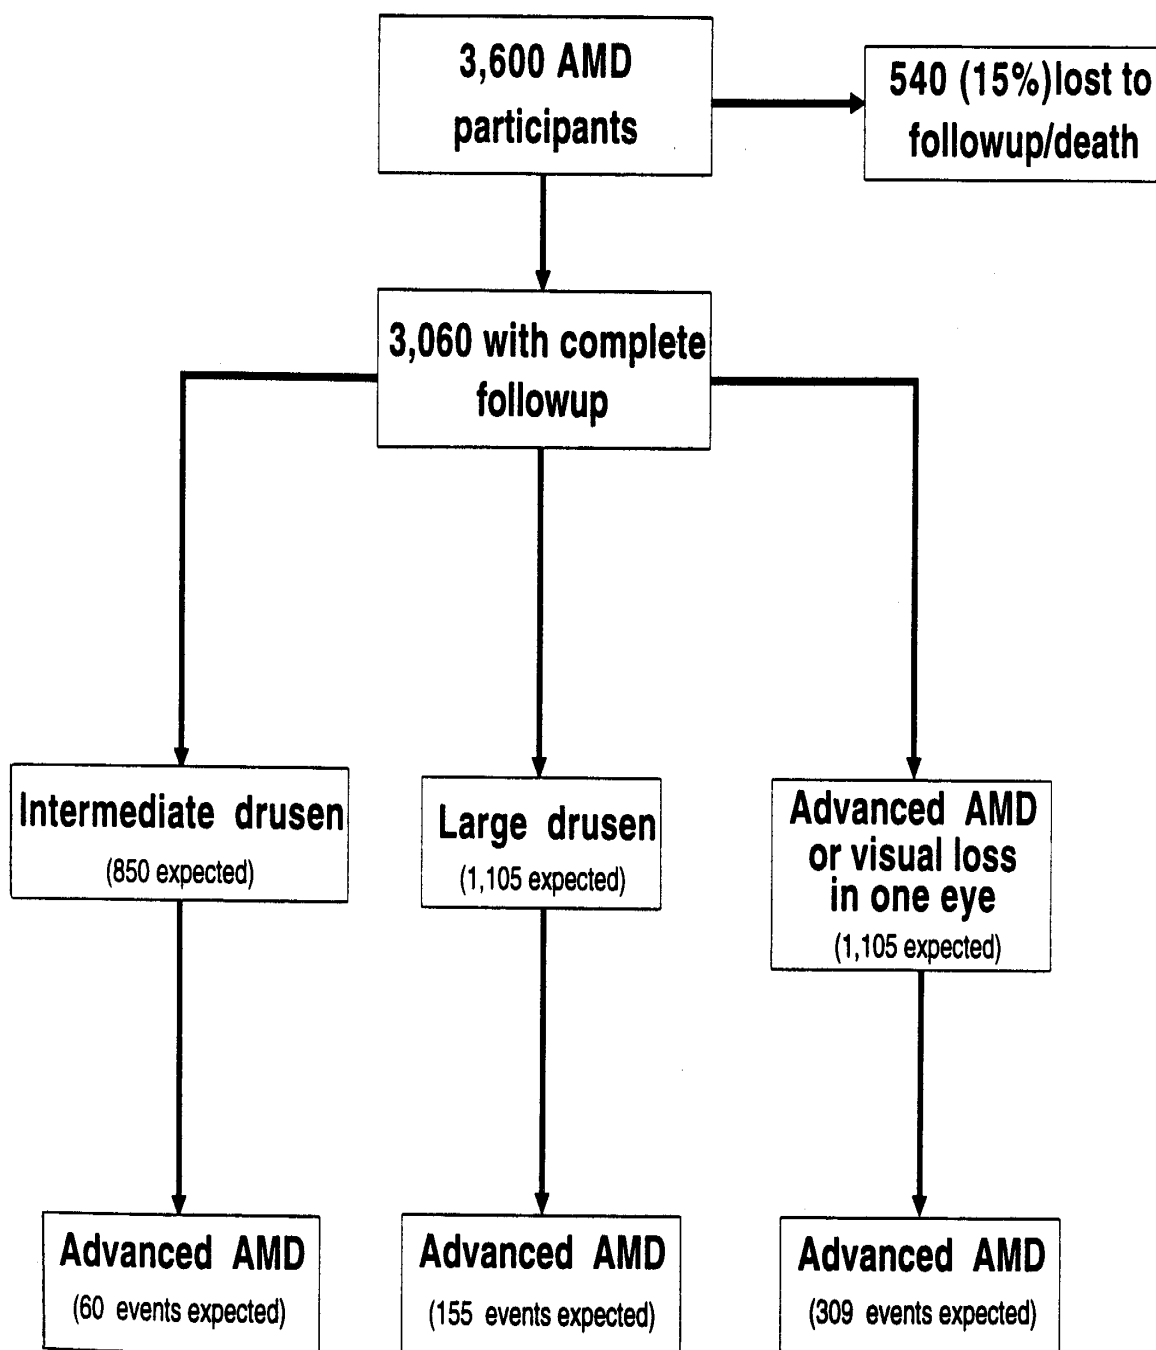 3,600 AMD
participants
540 (15%)lost to
followup/death
3,060 with complete
followup
Intermediate drusen
(850 expected)
Large drusen
(1,105 expected)
Advanced AMD
or visual loss
in one eye
(1,105 expected)
Advanced AMD
(60 events expected)
Advanced AMD
(155 events expected)
Advanced AMD
(309 events expected)